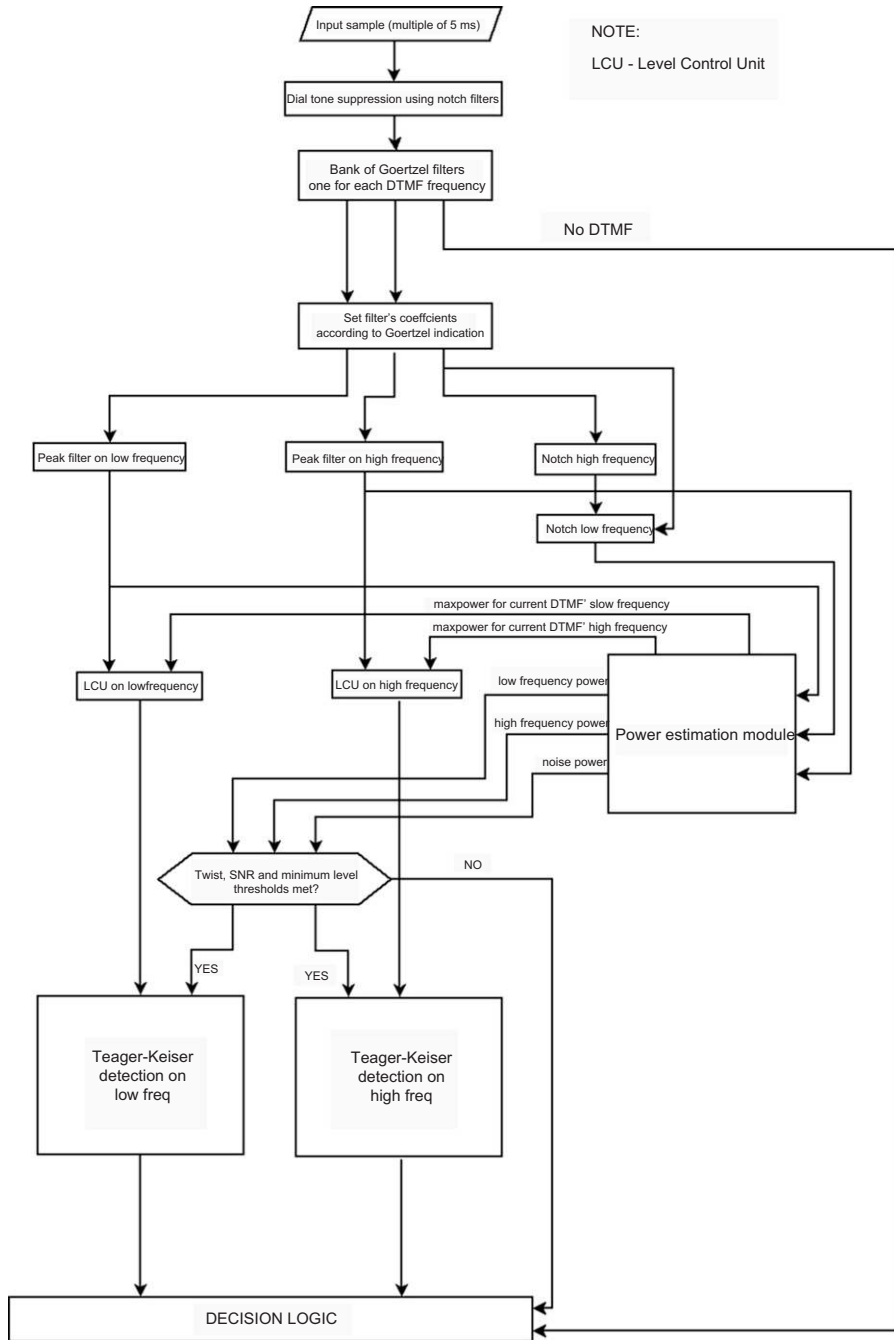 Input sample (multiple of 5 ms)
NOTE:
LCU - Level Control Unit
Dial tone suppression using notch filters
Bank of Goertzel filters
one for each DTMF frequency
No DTMF
Set filter's coeffcients
according to Goertzel indication
Peak filter on low frequency
Peak filter on high frequency
Notch high frequency
Notch low frequency
maxpower for current DTMF' slow frequency
maxpower for current DTMF' high frequency
LCU on lowfrequency
LCU on high frequency
low frequency power
high frequency power
Power estimation module
noise power
Twist, SNR and minimum level
thresholds met?
NO
YES
YES
Teager-Keiser
detection on
low freq
Teager-Keiser
detection on
high freq
DECISION LOGIC